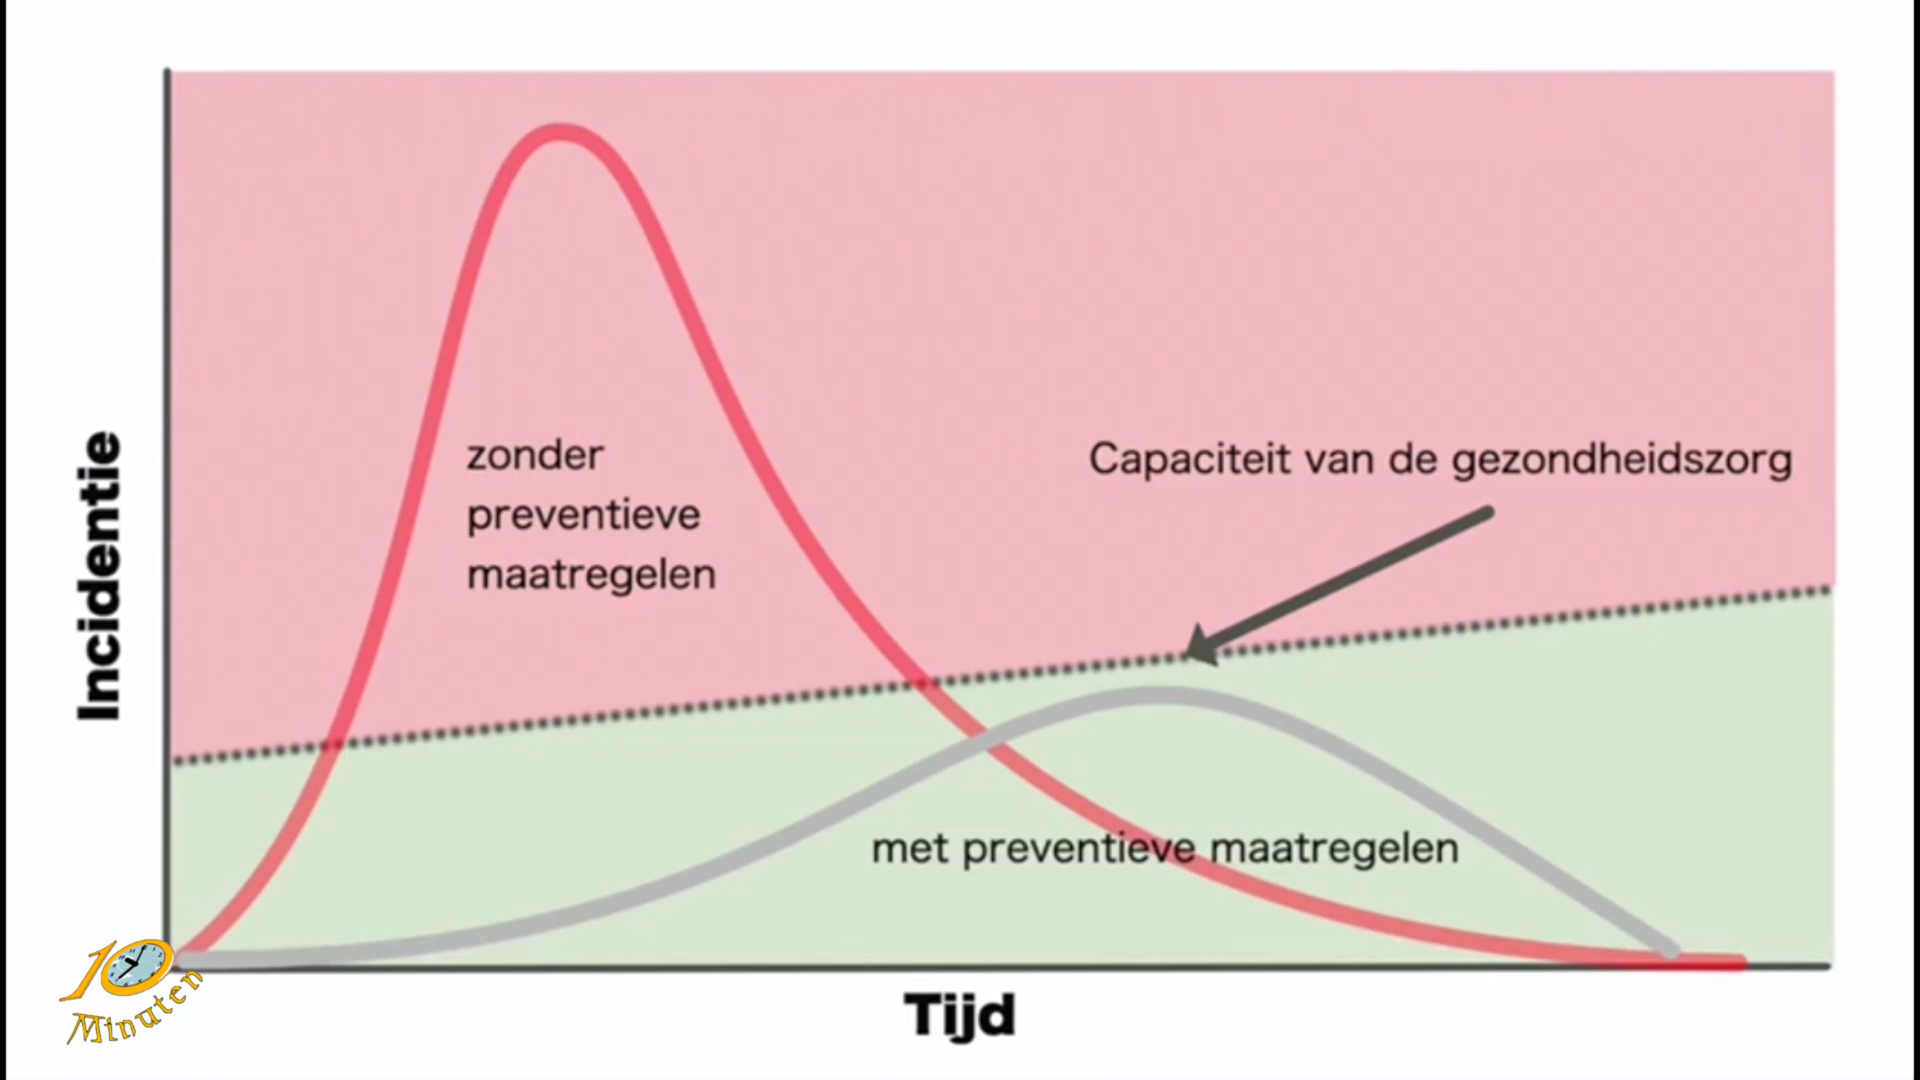 zonder
preventieve
maatregelen
Capaciteit van de gezondheidszorg
Incidentie
met preventieve maatregelen
10
Minuten
Tijd